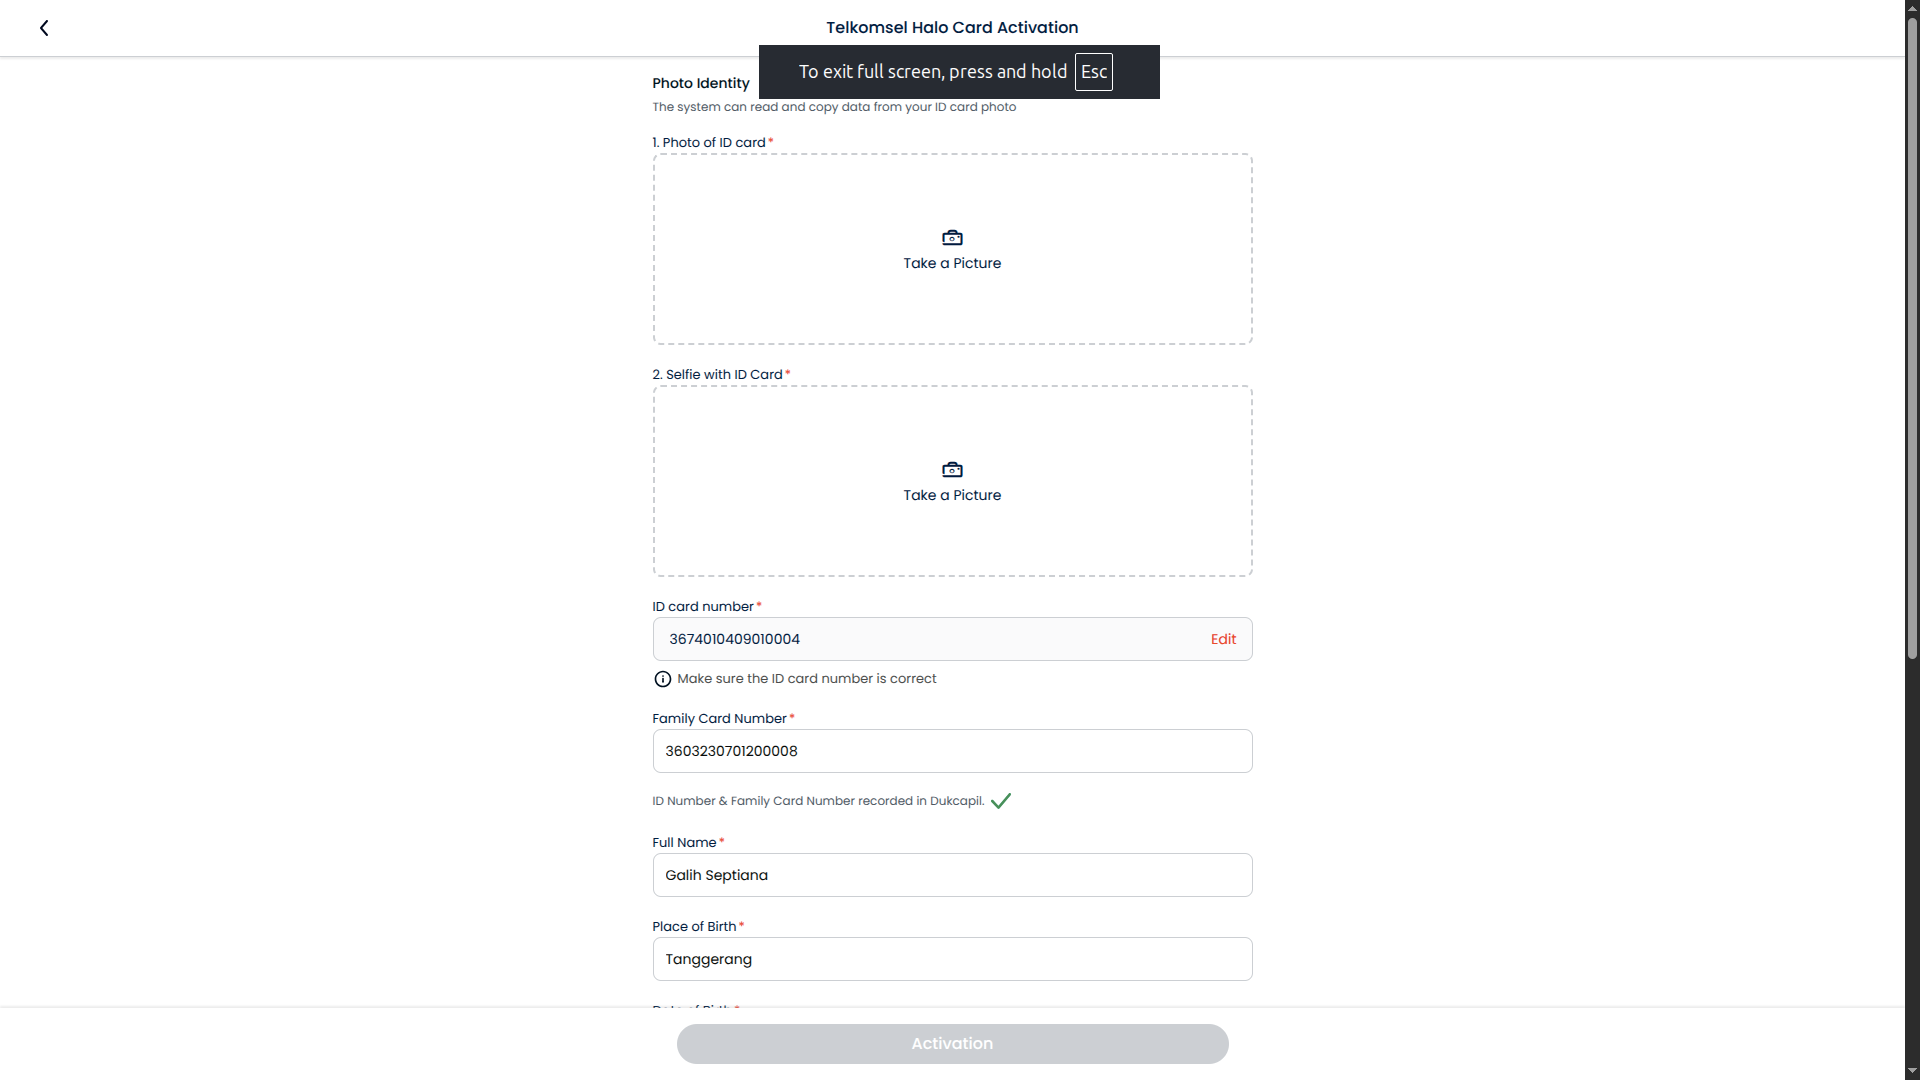 Telkomsel Halo Card Activation
To exit full screen, press and hold Esc
Photo Identity
The system can read and copy data from your ID card photo
1. Photo of ID card*
Take a Picture
2. Selfie with ID Card*
Take a Picture
ID card number*
3674010409010004
Edit
Make sure the ID card number is correct
Family Card Number*
3603230701200008
ID Number & Family Card Number recorded in Dukcapil.
Full Name*
Galih Septiana
Place of Birth*
Tanggerang
Date of Birth*
Activation